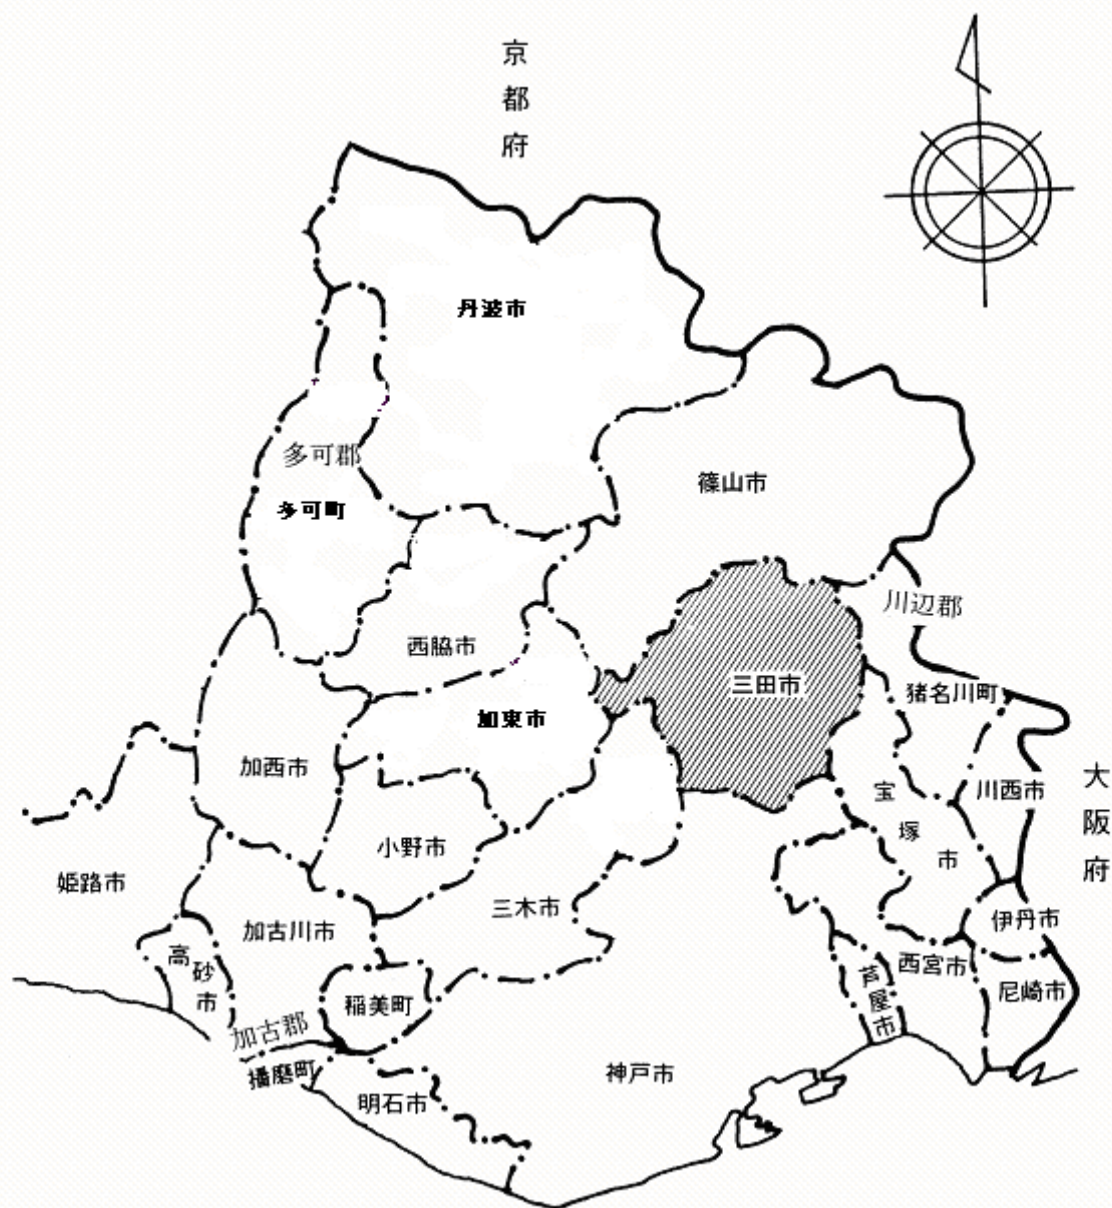 京都府
丹波市
多可郡
多可町
篠山市
川辺郡
西脇市
三田市
猪名川町
加東市
加西市
川西市
大阪府
宝塚市
小野市
姫路市
三木市
加古川市
伊丹市
高砂市
西宮市
芦屋市
尼崎市
稲美町
加古郡
播磨町
神戸市
明石市